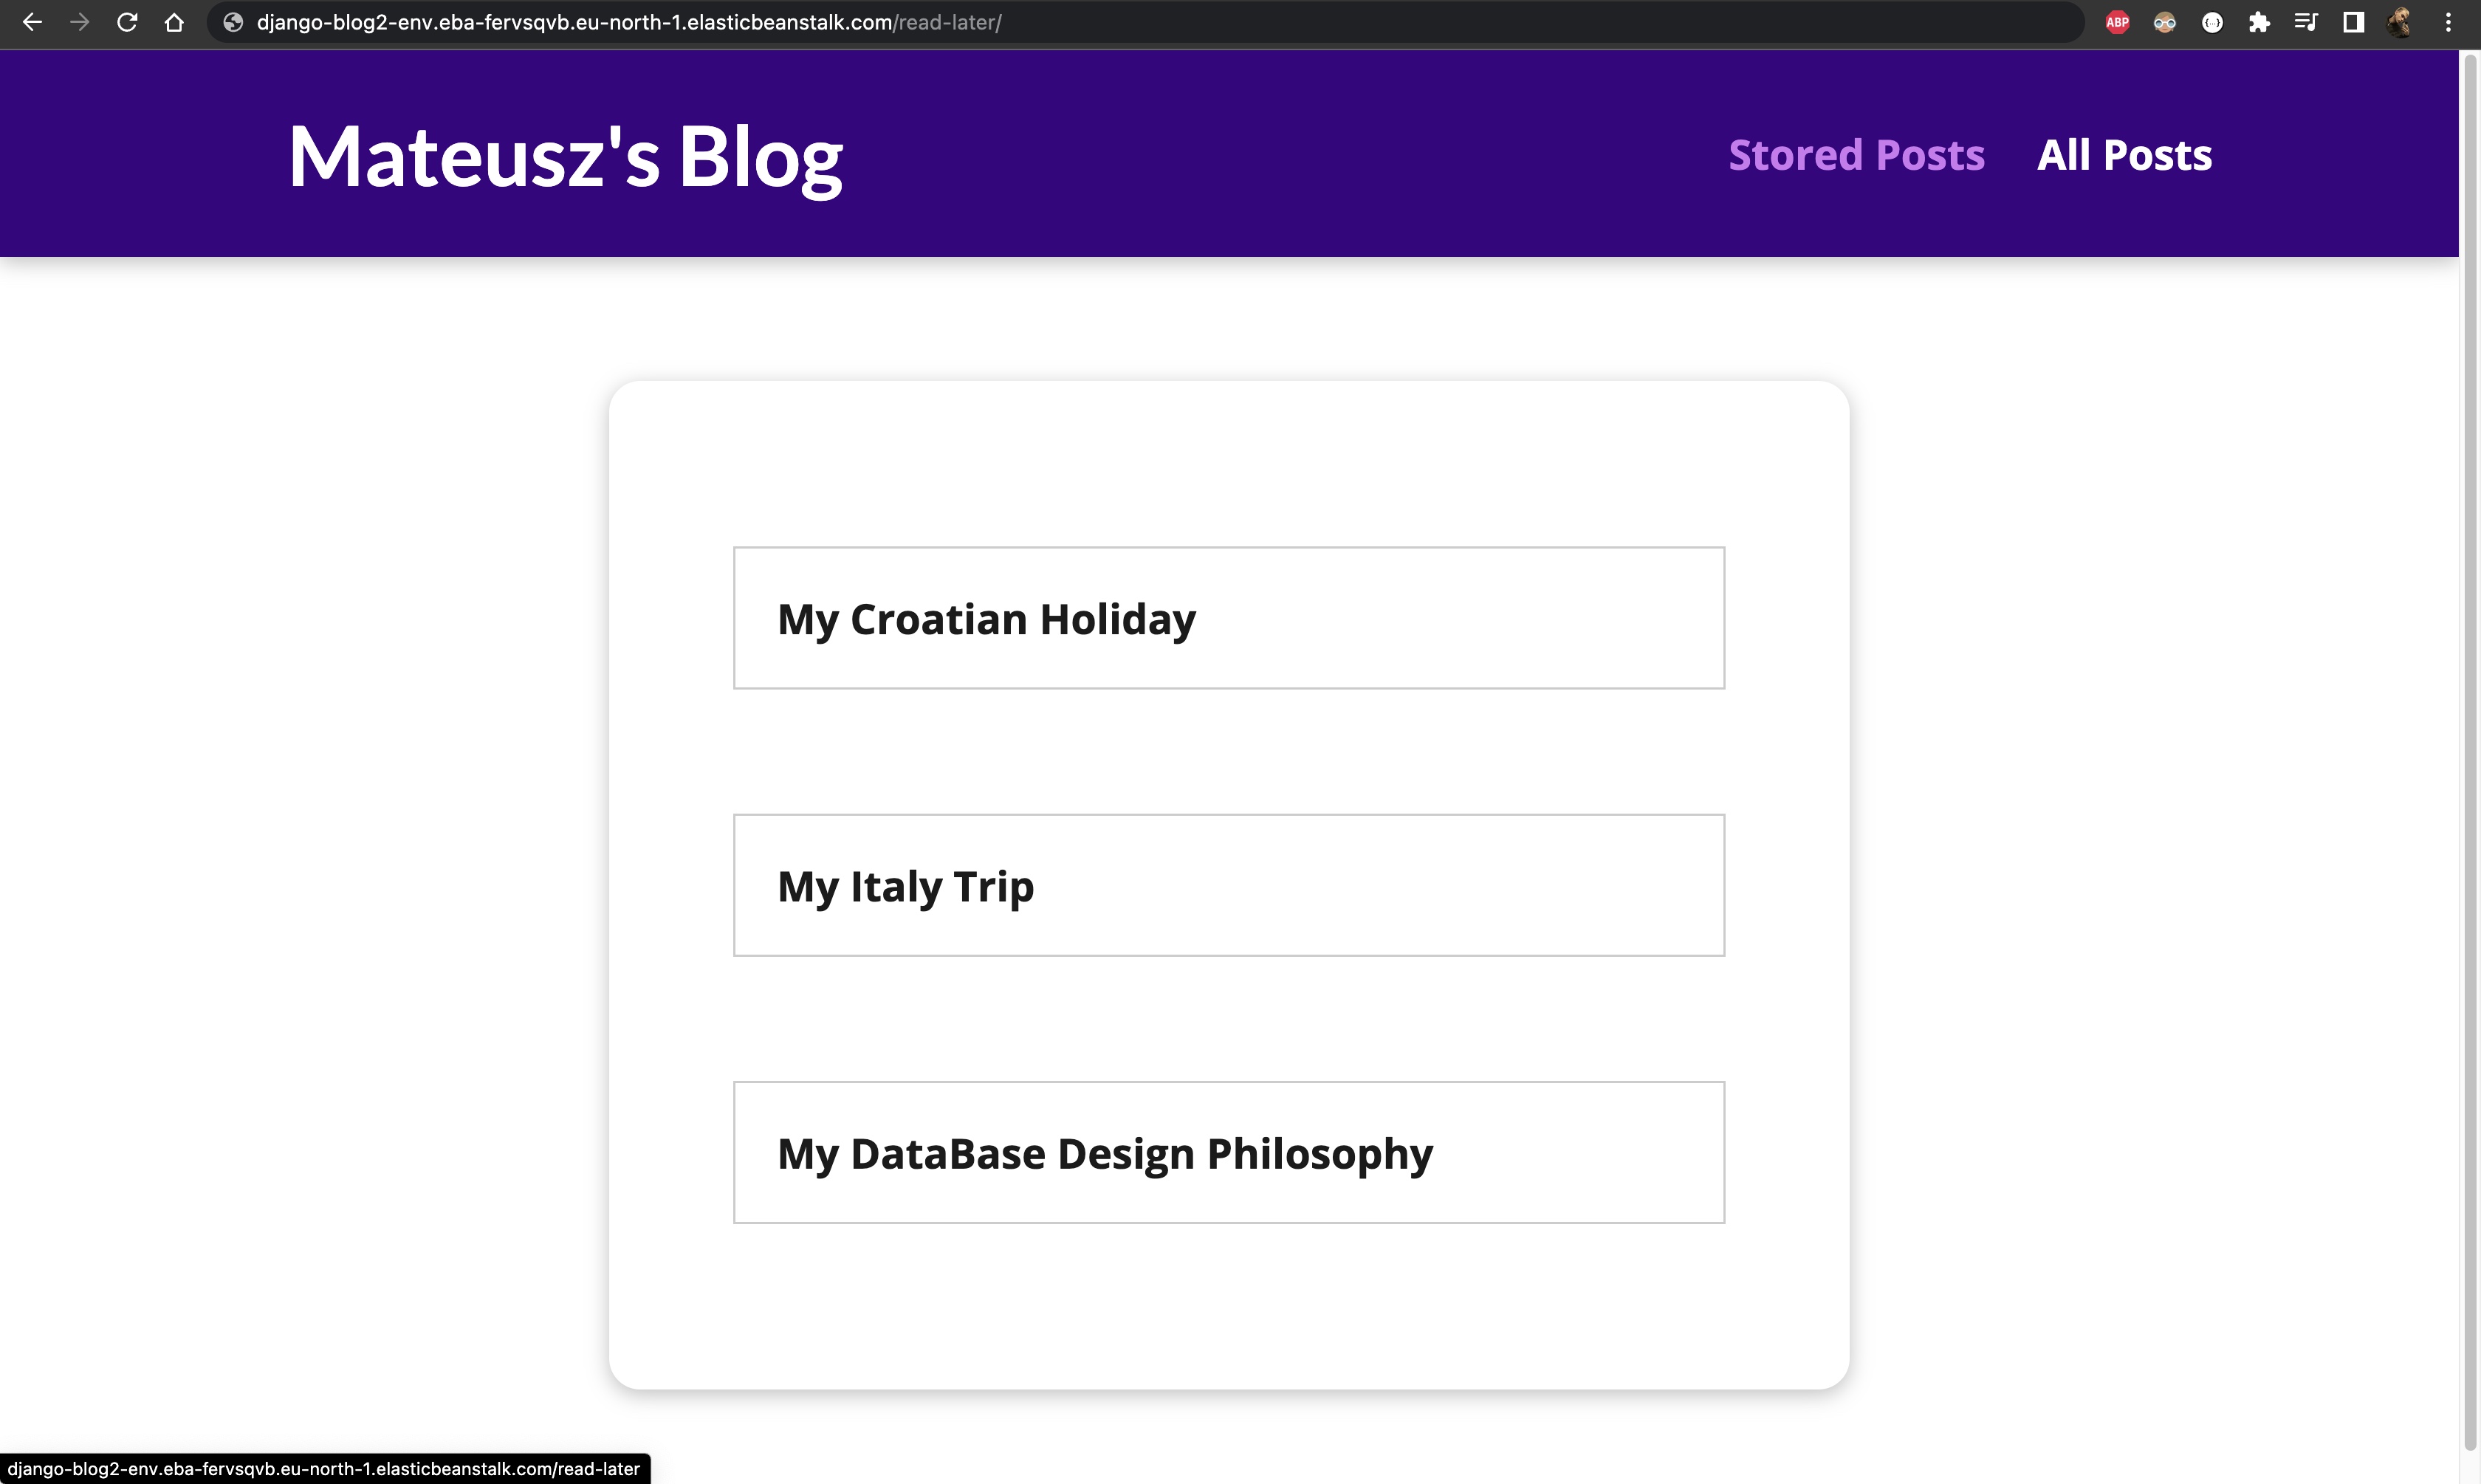 django-blog2-env.eba-fervsqvb.eu-north-1.elasticbeanstalk.com/read-later/
ABP
Mateusz's Blog
Stored Posts
All Posts
My Croatian Holiday
My Italy Trip
My DataBase Design Philosophy
django-blog2-env.eba-fervsqvb.eu-north-1.elasticbeanstalk.com/read-later